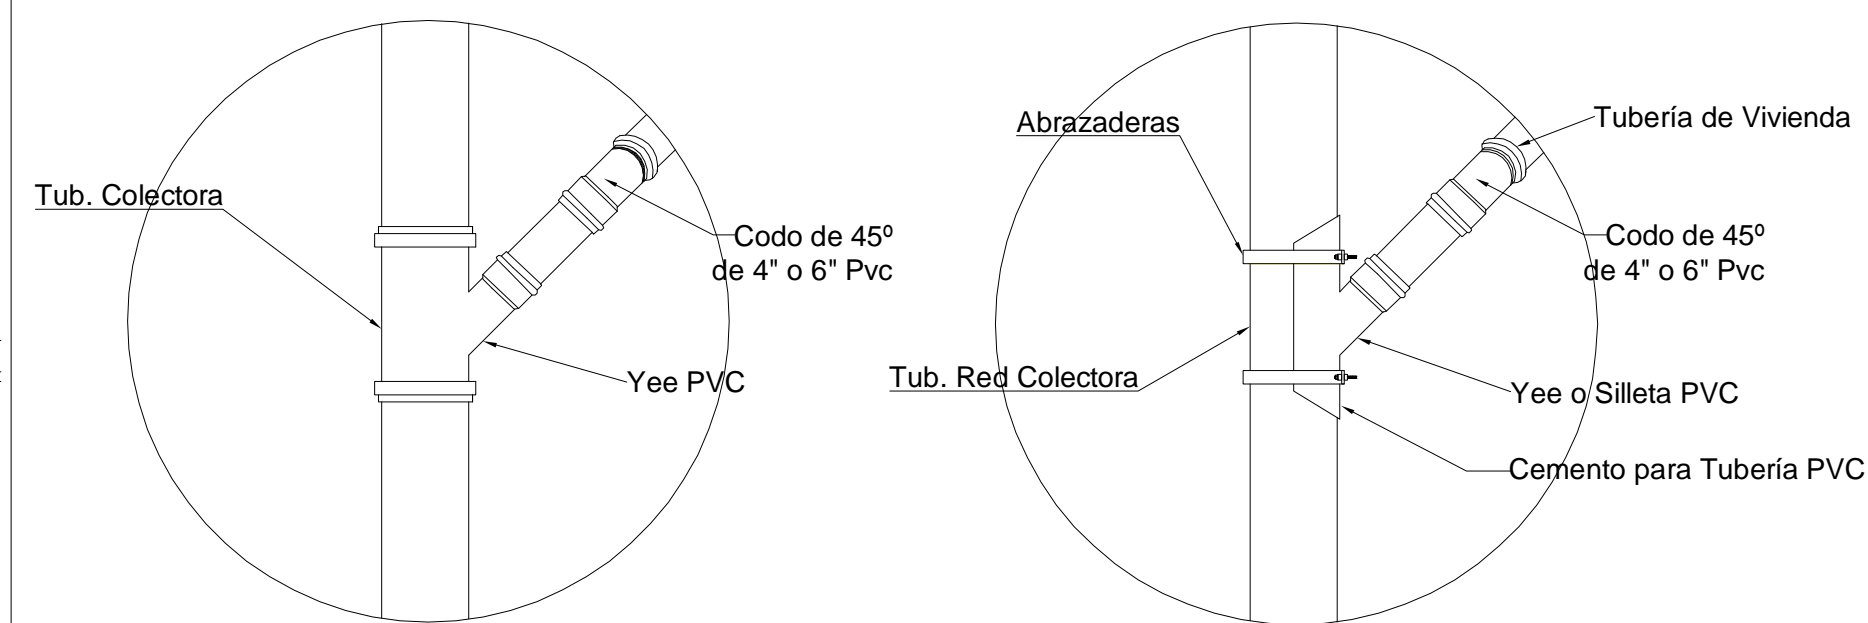 Tub. Colectora
Codo de 45º
de 4" o 6" Pvc
Yee PVC
Abrazaderas
Tubería de Vivienda
Codo de 45º
de 4" o 6" Pvc
Tub. Red Colectora
Yee o Silleta PVC
Cemento para Tubería PVC